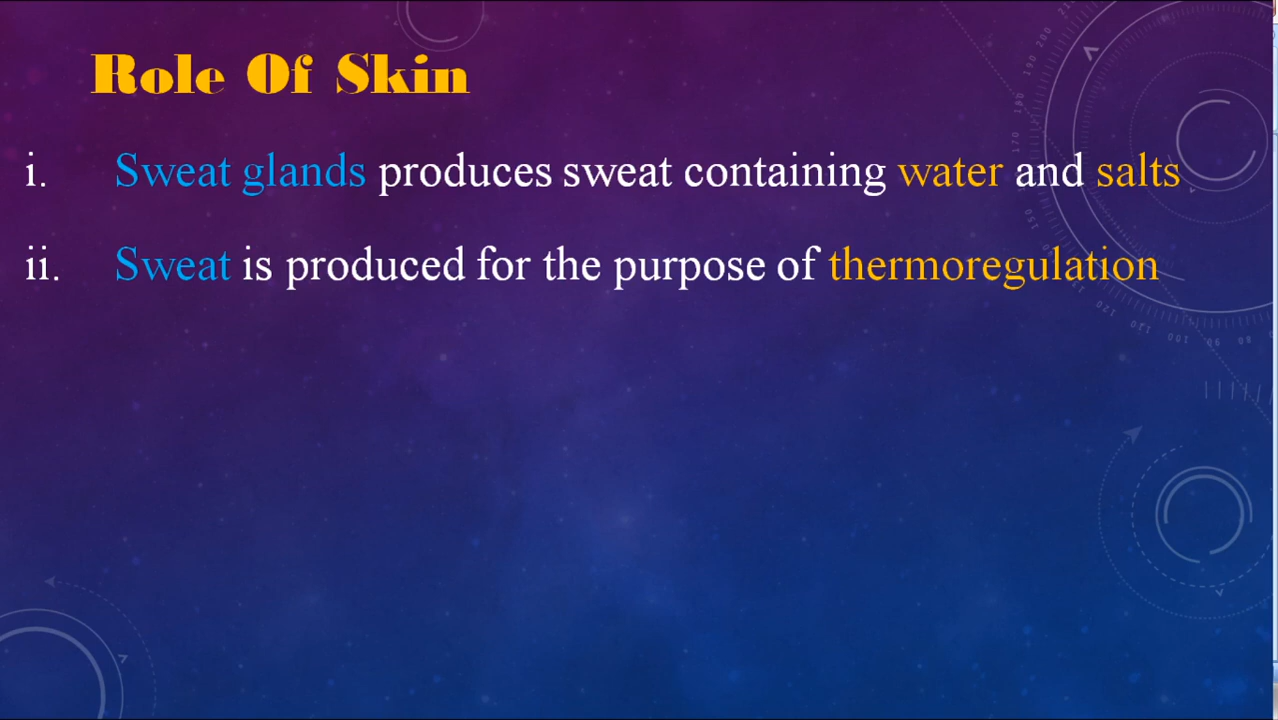 Role Of Skin
i. Sweat glands produces sweat containing water and salts
ii. Sweat is produced for the purpose of thermoregulation